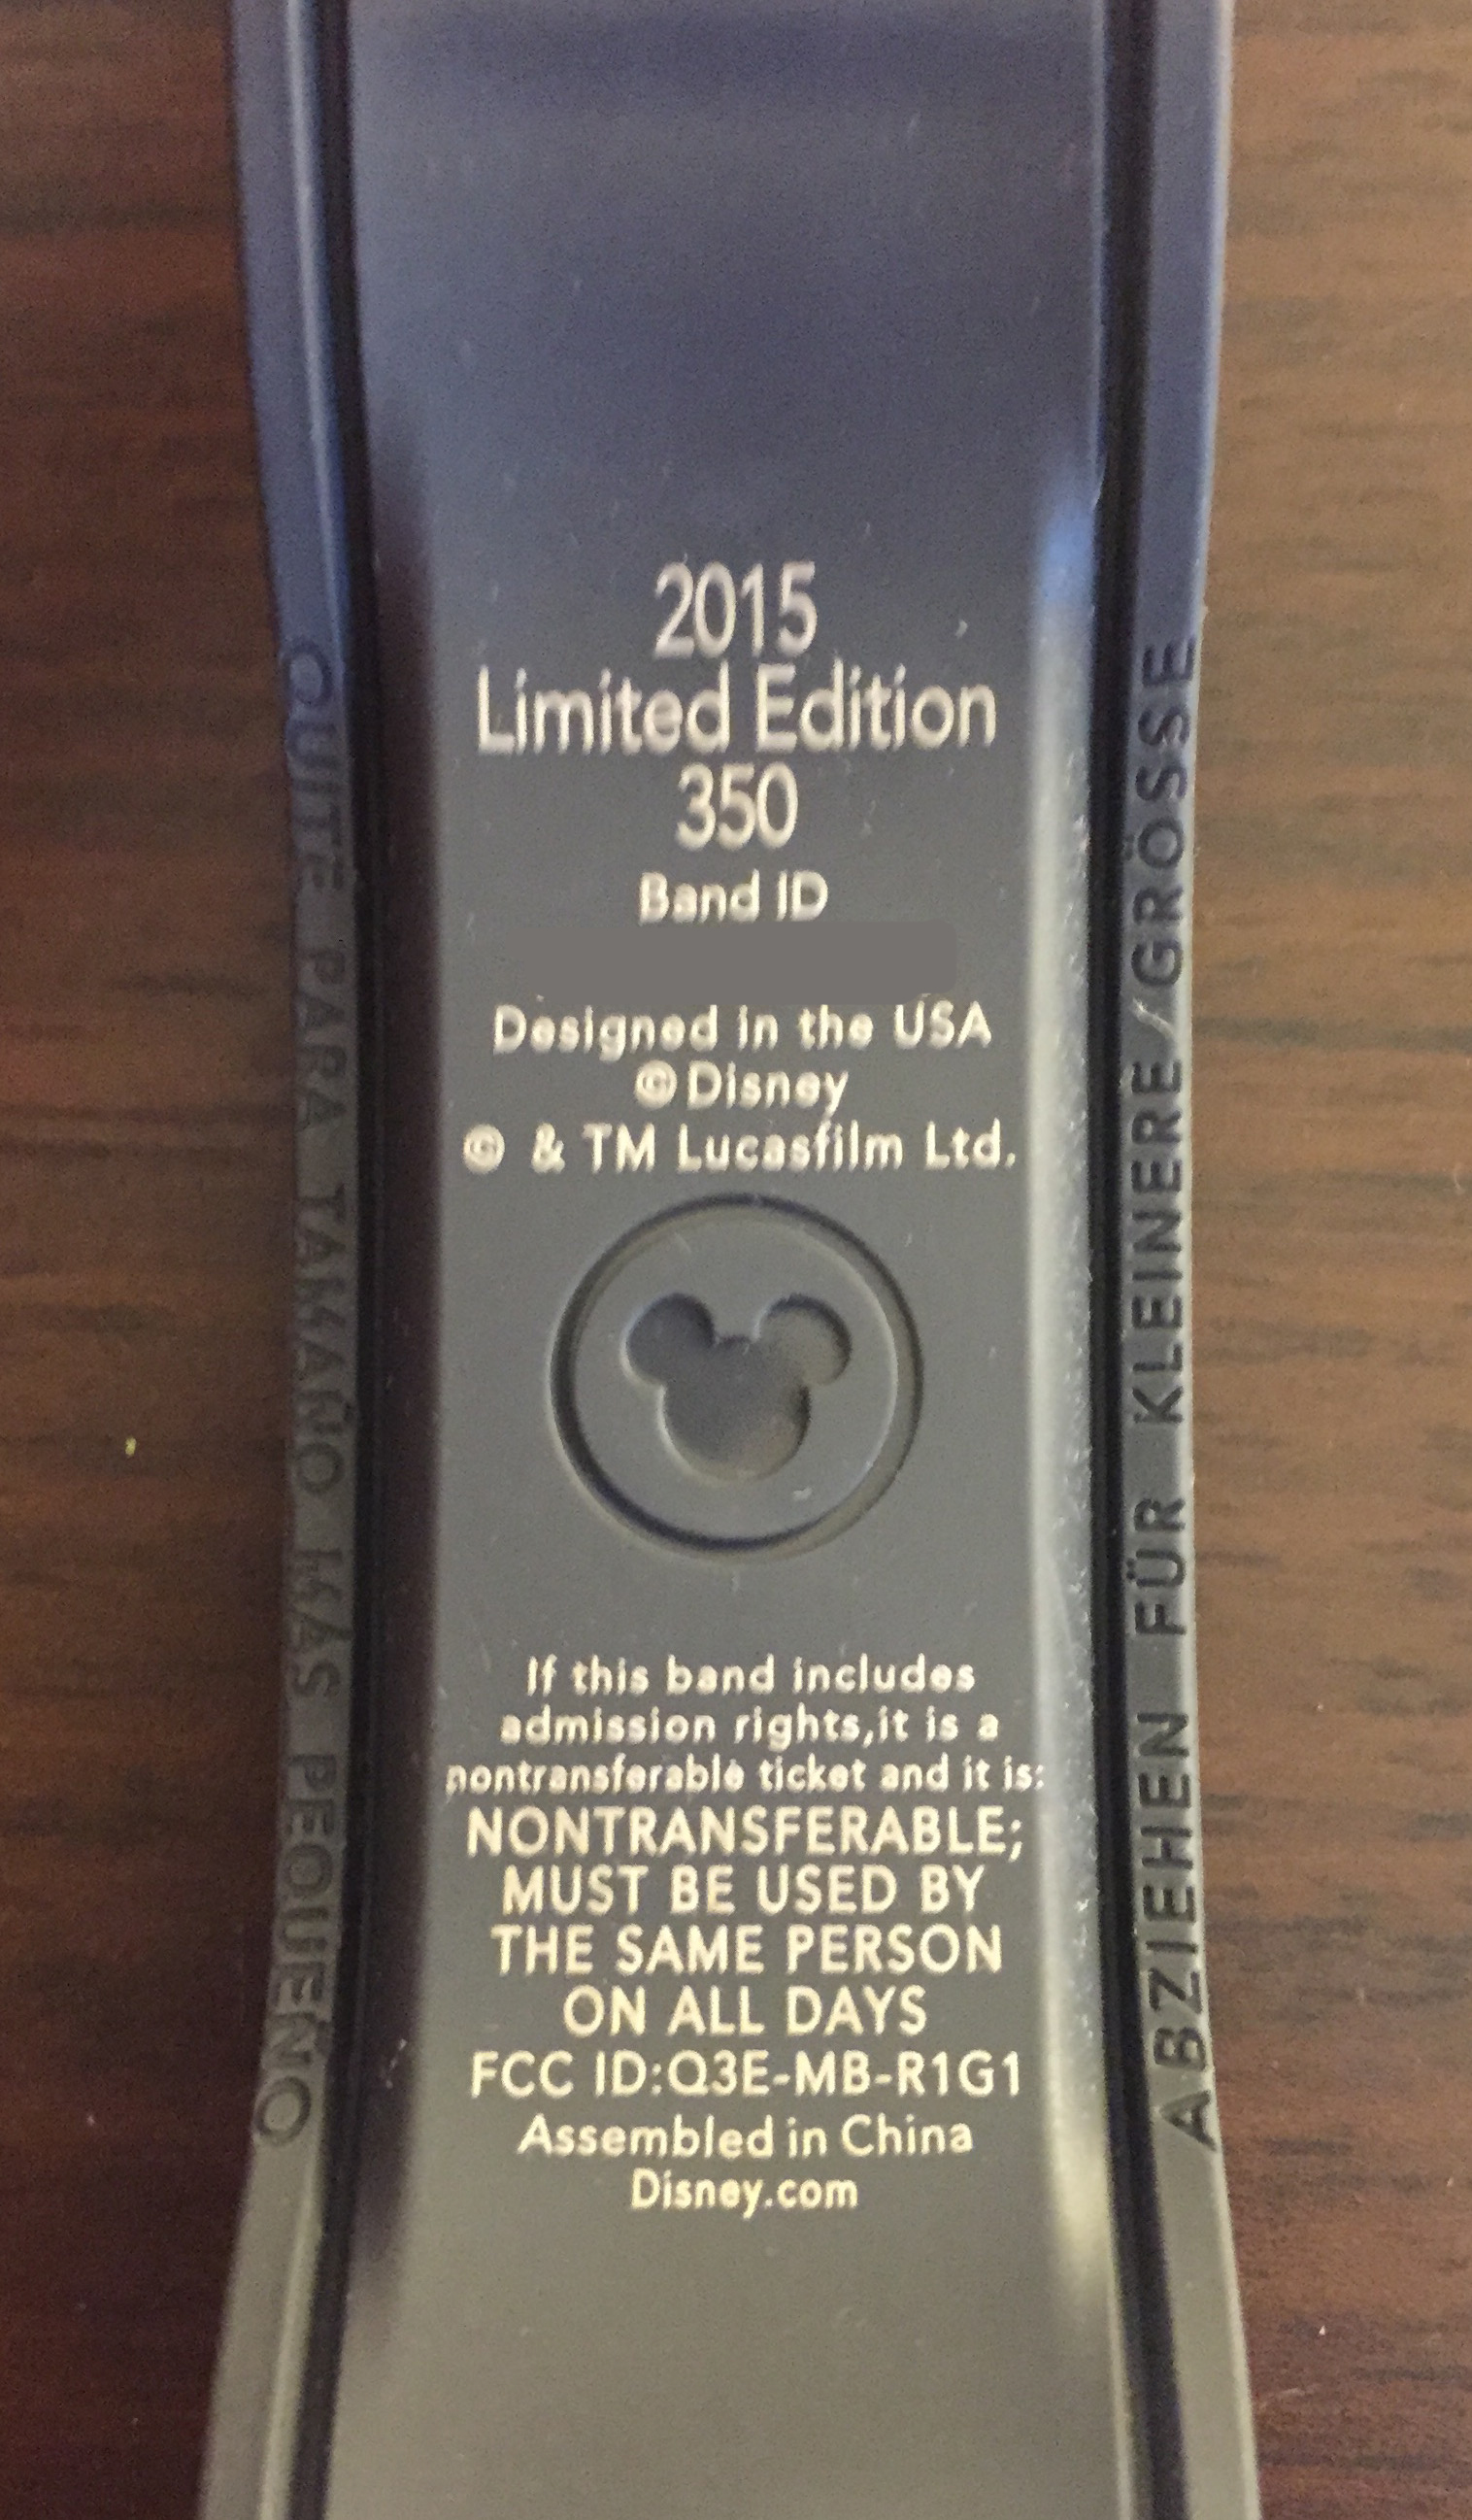 2015
Limited Edition
350
Band ID
Designed in the USA
©Disney
© & TM Lucasfilm Ltd.
If this band includes
admission rights,it is a
nontransferable ticket and it is:
NONTRANSFERABLE;
MUST BE USED BY
THE SAME PERSON
ON ALL DAYS
FCC ID:Q3E-MB-R1G1
Assembled in China
Disney.com
QUITE PARA TAMAÑO MÁS PEQUEÑO
ABZIEHEN FÜR KLEINERE/GRÖSSE